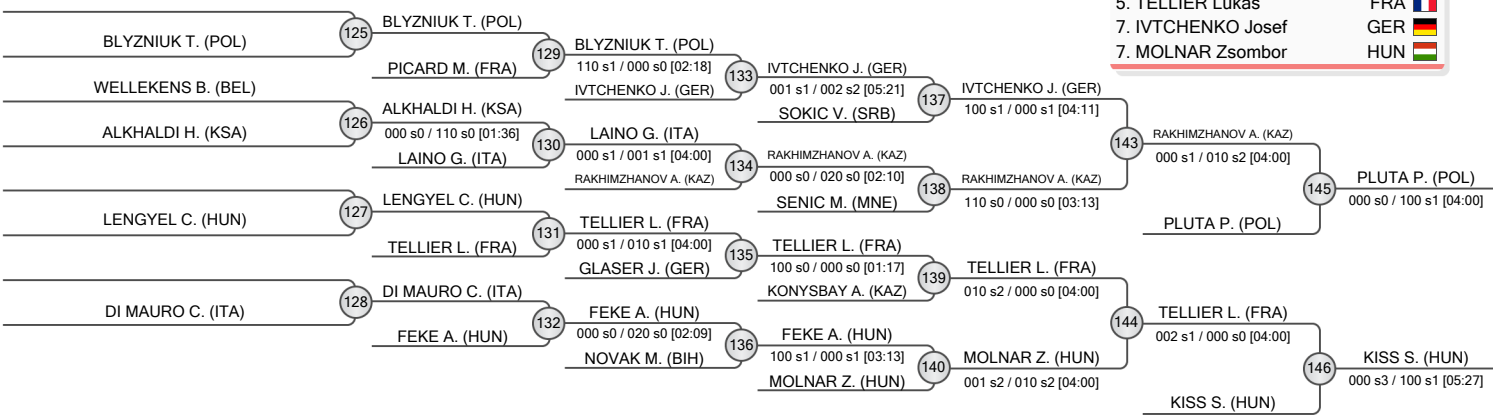 5. TELLIER Lukas FRA
7. IVTCHENKO Josef GER
7. MOLNAR Zsombor HUN
BLYZNIUK T. (POL)
125
BLYZNIUK T. (POL)
PICARD M. (FRA)
129
BLYZNIUK T. (POL)
110 s1 / 000 s0 [02:18]
IVTCHENKO J. (GER)
133
IVTCHENKO J. (GER)
001 s1 / 002 s2 [05:21]
SOKIC V. (SRB)
137
IVTCHENKO J. (GER)
100 s1 / 000 s1 [04:11]
WELLEKENS B. (BEL)
ALKHALDI H. (KSA)
126
ALKHALDI H. (KSA)
000 s0 / 110 s0 [01:36]
LAINO G. (ITA)
130
LAINO G. (ITA)
000 s1 / 001 s1 [04:00]
RAKHIMZHANOV A. (KAZ)
134
RAKHIMZHANOV A. (KAZ)
000 s0 / 020 s0 [02:10]
SENIC M. (MNE)
138
RAKHIMZHANOV A. (KAZ)
110 s0 / 000 s0 [03:13]
143
RAKHIMZHANOV A. (KAZ)
000 s1 / 010 s2 [04:00]
PLUTA P. (POL)
145
PLUTA P. (POL)
000 s0 / 100 s1 [04:00]
LENGYEL C. (HUN)
127
LENGYEL C. (HUN)
TELLIER L. (FRA)
131
TELLIER L. (FRA)
000 s1 / 010 s1 [04:00]
GLASER J. (GER)
135
TELLIER L. (FRA)
100 s0 / 000 s0 [01:17]
KONYSBAY A. (KAZ)
139
TELLIER L. (FRA)
010 s2 / 000 s0 [04:00]
DI MAURO C. (ITA)
128
DI MAURO C. (ITA)
FEKE A. (HUN)
132
FEKE A. (HUN)
000 s0 / 020 s0 [02:09]
NOVAK M. (BIH)
136
FEKE A. (HUN)
100 s1 / 000 s1 [03:13]
MOLNAR Z. (HUN)
140
MOLNAR Z. (HUN)
001 s2 / 010 s2 [04:00]
144
TELLIER L. (FRA)
002 s1 / 000 s0 [04:00]
KISS S. (HUN)
146
KISS S. (HUN)
000 s3 / 100 s1 [05:27]